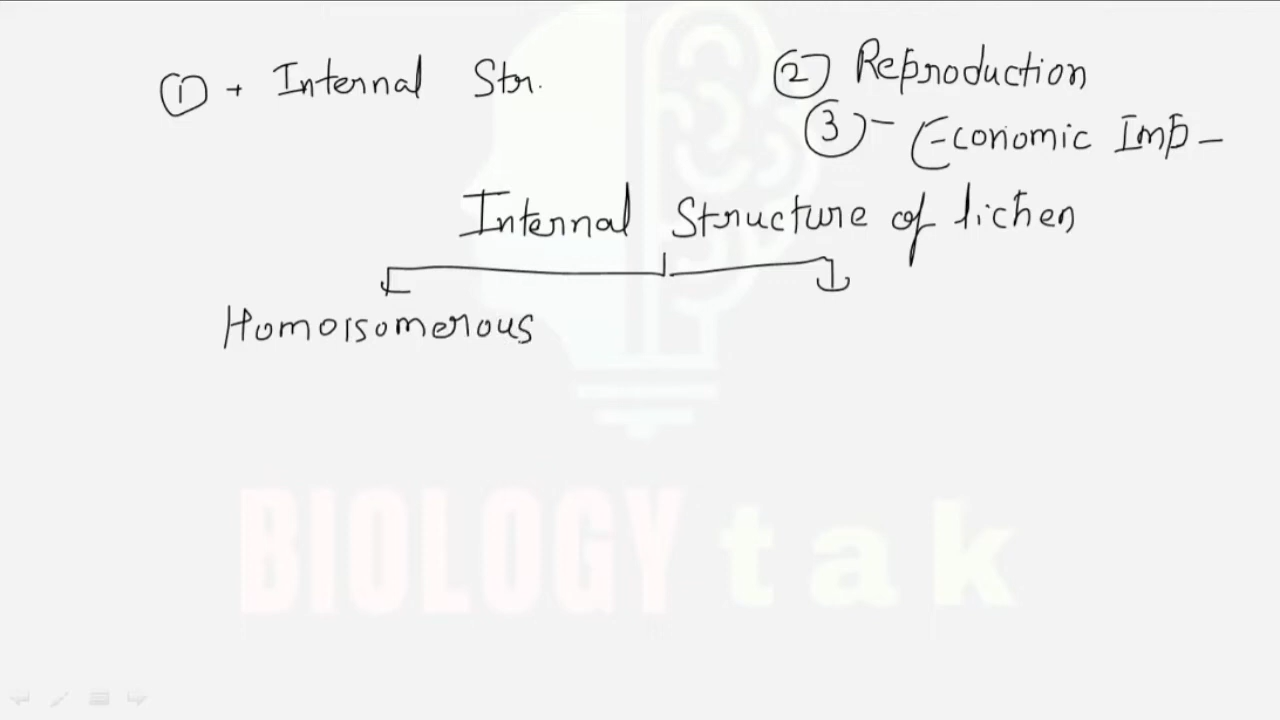 ① → Internal Str.
② Reproduction
③ - Economic Imp -
Internal Structure of lichen
Homoisomerous
BIOLOGY tak